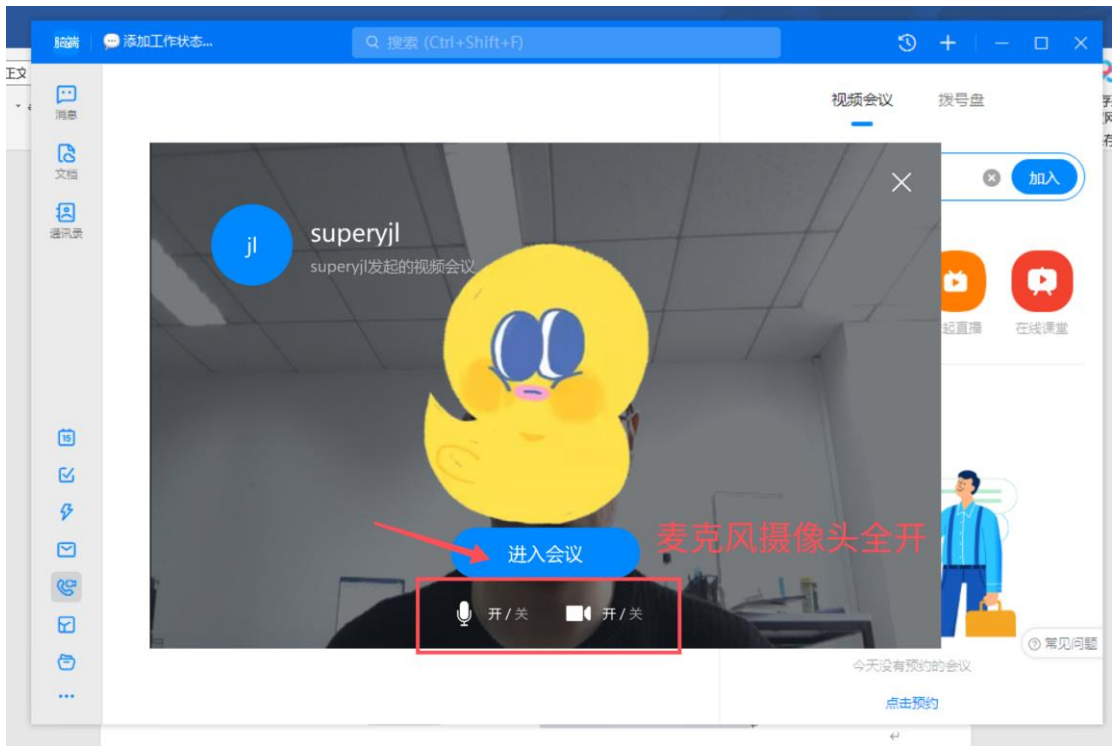 正文
脑端
添加工作状态...
搜索 (Ctrl+Shift+F)
消息
文档
通讯录
15
视频会议
拨号盘
加入
jl
superyjl
superyjl发起的视频会议
起直播
在线课堂
进入会议
麦克风摄像头全开
开/关
开/关
常见问题
今天没有预约的会议
点击预约